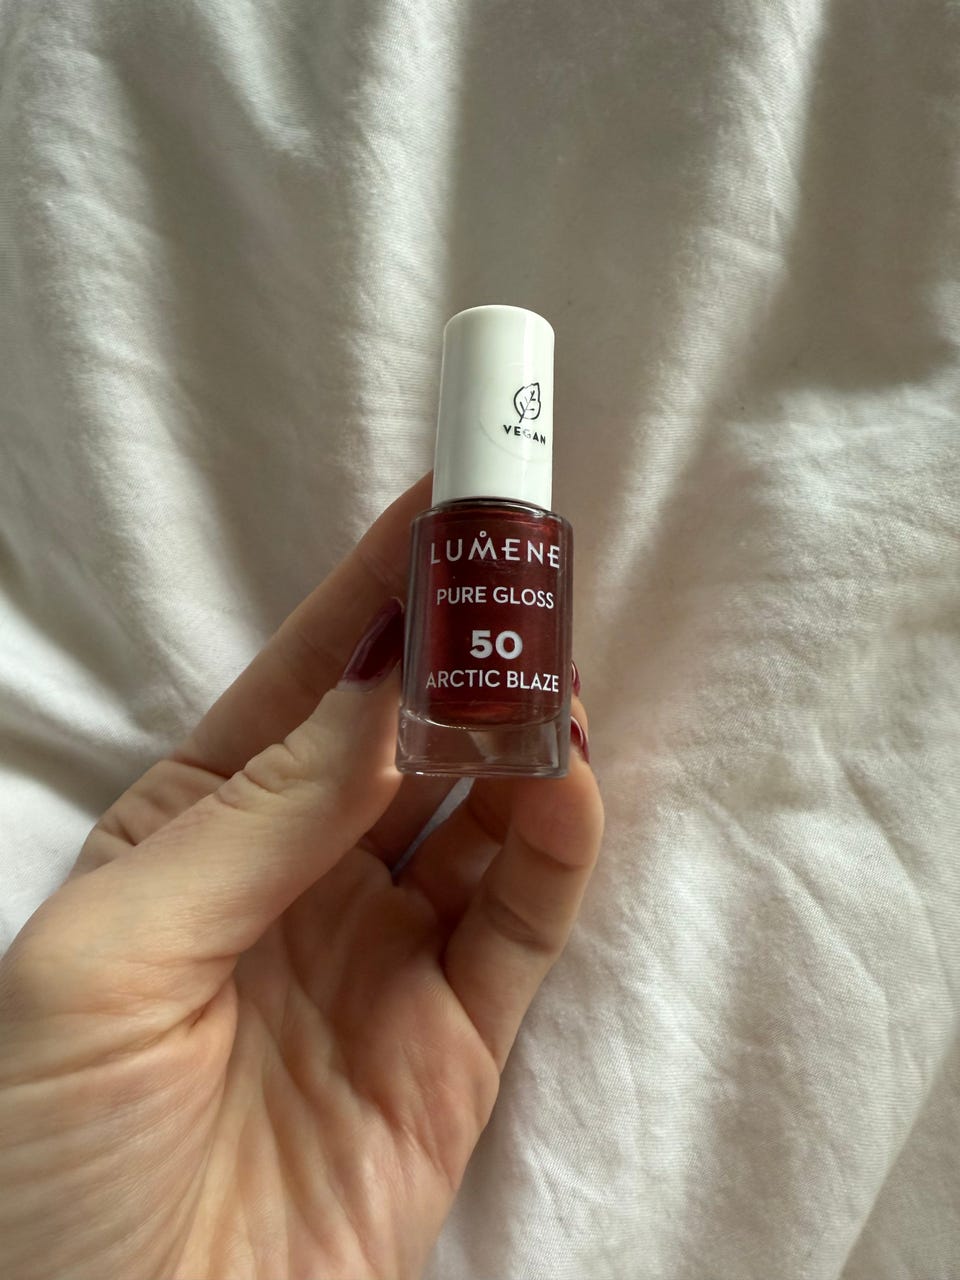 VEGAN
LUMENE
PURE GLOSS
50
ARCTIC BLAZE